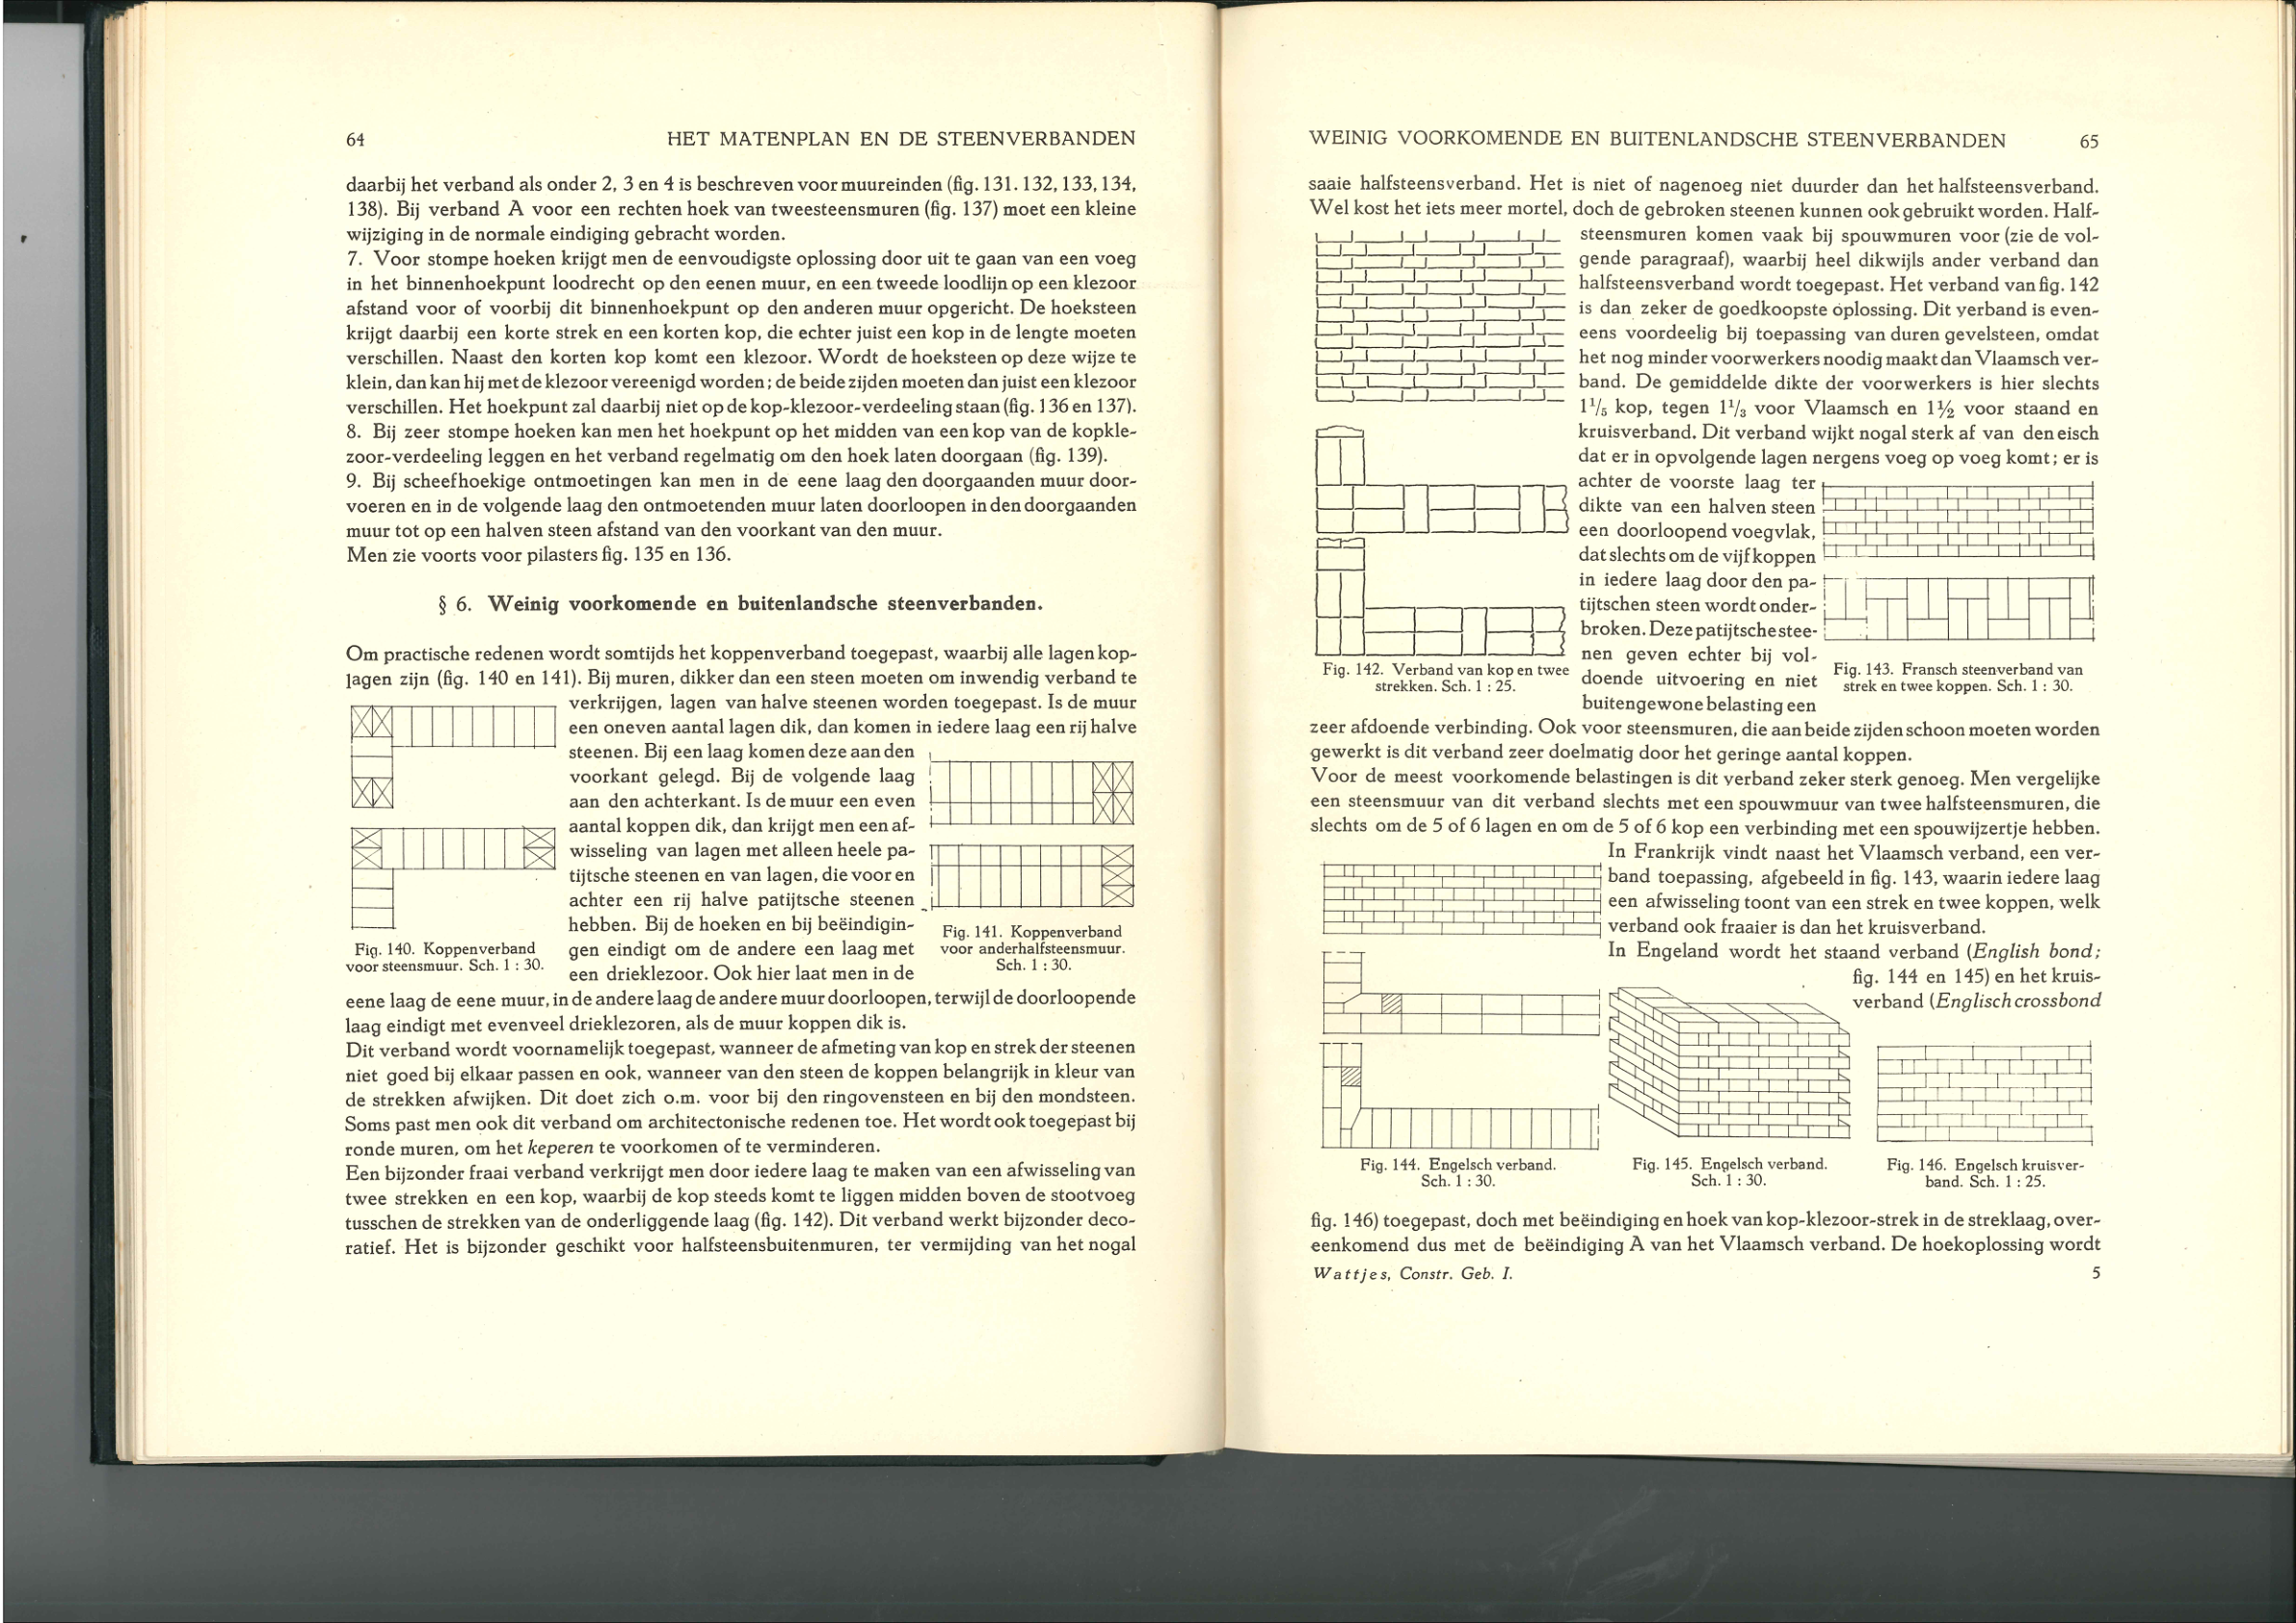 64 HET MATENPLAN EN DE STEENVERBANDEN
daarbij het verband als onder 2, 3 en 4 is beschreven voor muureinden (fig. 131. 132, 133, 134,
138). Bij verband A voor een rechten hoek van tweesteensmuren (fig. 137) moet een kleine
wijziging in de normale eindiging gebracht worden.
7. Voor stompe hoeken krijgt men de eenvoudigste oplossing door uit te gaan van een voeg
in het binnenhoekpunt loodrecht op den eenen muur, en een tweede loodlijn op een klezoor
afstand voor of voorbij dit binnenhoekpunt op den anderen muur opgericht. De hoeksteen
krijgt daarbij een korte strek en een korten kop, die echter juist een kop in de lengte moeten
verschillen. Naast den korten kop komt een klezoor. Wordt de hoeksteen op deze wijze te
klein, dan kan hij met de klezoor vereenigd worden; de beide zijden moeten dan juist een klezoor
verschillen. Het hoekpunt zal daarbij niet op de kop-klezoor-verdeeling staan (fig. 136 en 137).
8. Bij zeer stompe hoeken kan men het hoekpunt op het midden van een kop van de kopkle-
zoor-verdeeling leggen en het verband regelmatig om den hoek laten doorgaan (fig. 139).
9. Bij scheefhoekige ontmoetingen kan men in de eene laag den doorgaanden muur door-
voeren en in de volgende laag den ontmoetenden muur laten doorloopen in den doorgaanden
muur tot op een halven steen afstand van den voorkant van den muur.
Men zie voorts voor pilasters fig. 135 en 136.
§ 6. Weinig voorkomende en buitenlandsche steenverbanden.
Om practische redenen wordt somtijds het koppenverband toegepast, waarbij alle lagen kop-
lagen zijn (fig. 140 en 141). Bij muren, dikker dan een steen moeten om inwendig verband te
verkrijgen, lagen van halve steenen worden toegepast. Is de muur
een oneven aantal lagen dik, dan komen in iedere laag een rij halve
steenen. Bij een laag komen deze aan den
voorkant gelegd. Bij de volgende laag
aan den achterkant. Is de muur een even
aantal koppen dik, dan krijgt men een af-
wisseling van lagen met alleen heele pa-
tijtsche steenen en van lagen, die voor en
achter een rij halve patijtsche steenen
hebben. Bij de hoeken en bij beëindigin-
gen eindigt om de andere een laag met
een drieklezoor. Ook hier laat men in de
Fig. 140. Koppenverband
voor steensmuur. Sch. 1 : 30.
Fig. 141. Koppenverband
voor anderhalfsteensmuur.
Sch. 1 : 30.
eene laag de eene muur, in de andere laag de andere muur doorloopen, terwijl de doorloopende
laag eindigt met evenveel drieklezoren, als de muur koppen dik is.
Dit verband wordt voornamelijk toegepast, wanneer de afmeting van kop en strek der steenen
niet goed bij elkaar passen en ook, wanneer van den steen de koppen belangrijk in kleur van
de strekken afwijken. Dit doet zich o.m. voor bij den ringovensteen en bij den mondsteen.
Soms past men ook dit verband om architectonische redenen toe. Het wordt ook toegepast bij
ronde muren, om het keperen te voorkomen of te verminderen.
Een bijzonder fraai verband verkrijgt men door iedere laag te maken van een afwisseling van
twee strekken en een kop, waarbij de kop steeds komt te liggen midden boven de stootvoeg
tusschen de strekken van de onderliggende laag (fig. 142). Dit verband werkt bijzonder deco-
ratief. Het is bijzonder geschikt voor halfsteensbuitenmuren, ter vermijding van het nogal
WEINIG VOORKOMENDE EN BUITENLANDSCHE STEENVERBANDEN 65
saaie halfsteensverband. Het is niet of nagenoeg niet duurder dan het halfsteensverband.
Wel kost het iets meer mortel, doch de gebroken steenen kunnen ook gebruikt worden. Half-
steensmuren komen vaak bij spouwmuren voor (zie de vol-
gende paragraaf), waarbij heel dikwijls ander verband dan
halfsteensverband wordt toegepast. Het verband van fig. 142
is dan zeker de goedkoopste oplossing. Dit verband is even-
eens voordeelig bij toepassing van duren gevelsteen, omdat
het nog minder voorwerkers noodig maakt dan Vlaamsch ver-
band. De gemiddelde dikte der voorwerkers is hier slechts
1¹/₅ kop, tegen 1¹/₃ voor Vlaamsch en 1½ voor staand en
kruisverband. Dit verband wijkt nogal sterk af van den eisch
dat er in opvolgende lagen nergens voeg op voeg komt; er is
achter de voorste laag ter
dikte van een halven steen
een doorloopend voegvlak,
dat slechts om de vijf koppen
in iedere laag door den pa-
tijtschen steen wordt onder-
broken. Deze patijtsche stee-
nen geven echter bij vol-
doende uitvoering en niet
buitengewone belasting een
Fig. 142. Verband van kop en twee
strekken. Sch. 1 : 25.
Fig. 143. Fransch steenverband van
strek en twee koppen. Sch. 1 : 30.
zeer afdoende verbinding. Ook voor steensmuren, die aan beide zijden schoon moeten worden
gewerkt is dit verband zeer doelmatig door het geringe aantal koppen.
Voor de meest voorkomende belastingen is dit verband zeker sterk genoeg. Men vergelijke
een steensmuur van dit verband slechts met een spouwmuur van twee halfsteensmuren, die
slechts om de 5 of 6 lagen en om de 5 of 6 kop een verbinding met een spouwijzertje hebben.
In Frankrijk vindt naast het Vlaamsch verband, een ver-
band toepassing, afgebeeld in fig. 143, waarin iedere laag
een afwisseling toont van een strek en twee koppen, welk
verband ook fraaier is dan het kruisverband.
In Engeland wordt het staand verband (English bond;
fig. 144 en 145) en het kruis-
verband (Englisch crossbond
Fig. 144. Engelsch verband.
Sch. 1 : 30.
Fig. 145. Engelsch verband.
Sch. 1 : 30.
Fig. 146. Engelsch kruisver-
band. Sch. 1 : 25.
fig. 146) toegepast, doch met beëindiging en hoek van kop-klezoor-strek in de streklaag, over-
eenkomend dus met de beëindiging A van het Vlaamsch verband. De hoekoplossing wordt
Wattjes, Constr. Geb. I. 5